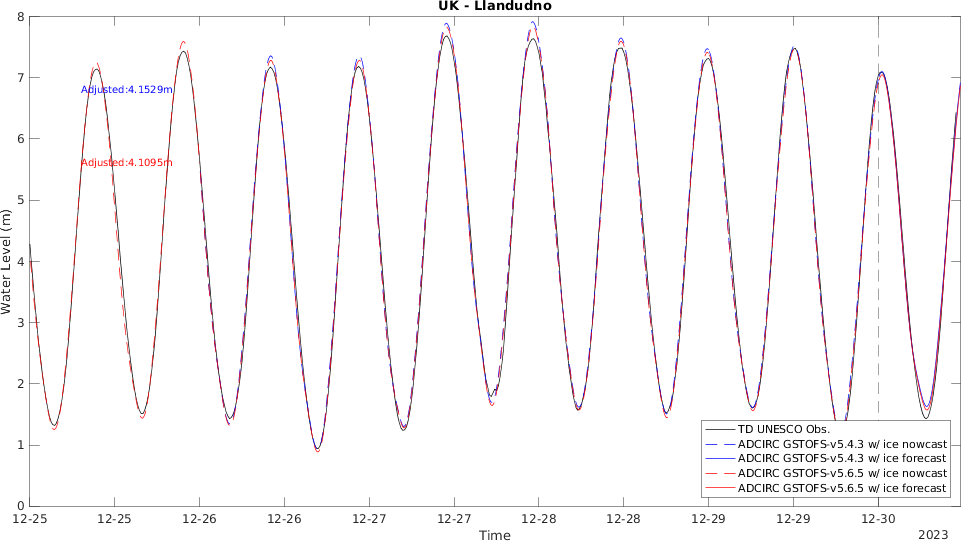 UK - Llandudno
8
7
6
5
4
3
2
1
0
Water Level (m)
Adjusted:4.1529m
Adjusted:4.1095m
TD UNESCO Obs.
ADCIRC GSTOFS-v5.4.3 w/ ice nowcast
ADCIRC GSTOFS-v5.4.3 w/ ice forecast
ADCIRC GSTOFS-v5.6.5 w/ ice nowcast
ADCIRC GSTOFS-v5.6.5 w/ ice forecast
12-25 12-25 12-26 12-26 12-27 12-27 12-28 12-28 12-29 12-29 12-30
Time
2023